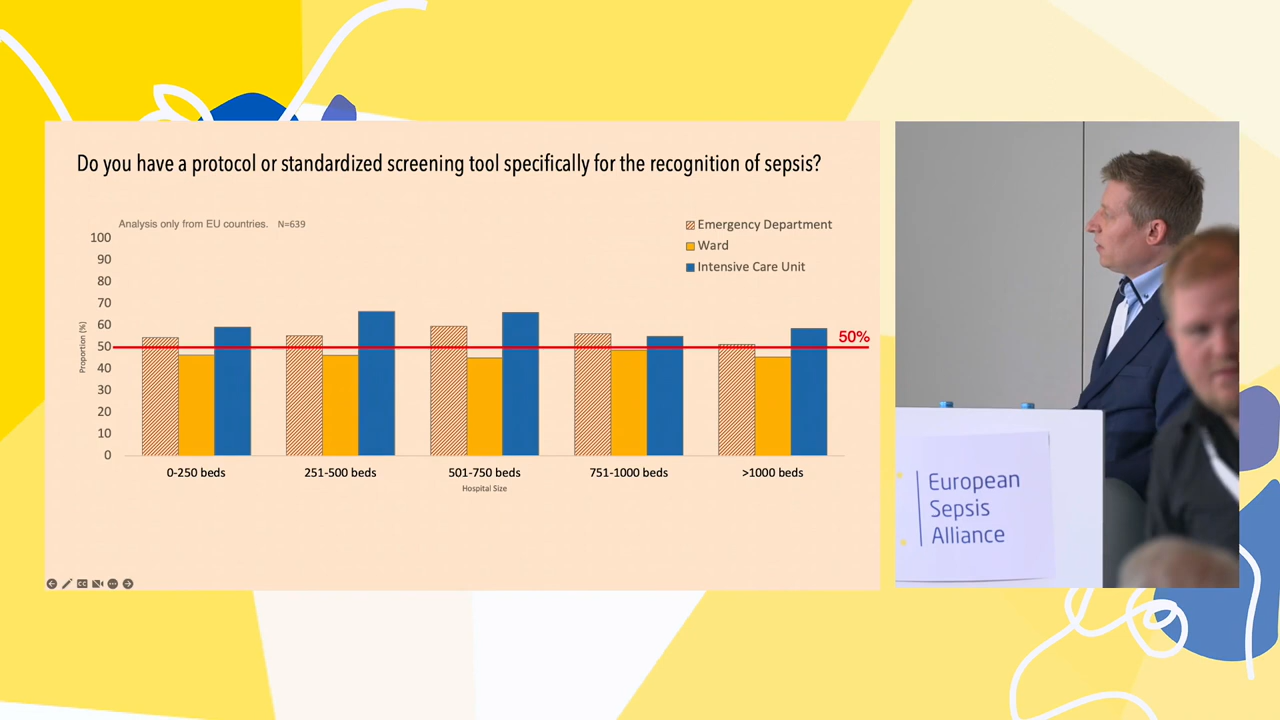 Do you have a protocol or standardized screening tool specifically for the recognition of sepsis?
Analysis only from EU countries. N=639
Emergency Department
Ward
Intensive Care Unit
100
90
80
70
60
50
40
30
20
10
0
Proportion (%)
50%
0-250 beds
251-500 beds
501-750 beds
751-1000 beds
>1000 beds
Hospital Size
CC
European
Sepsis
Alliance